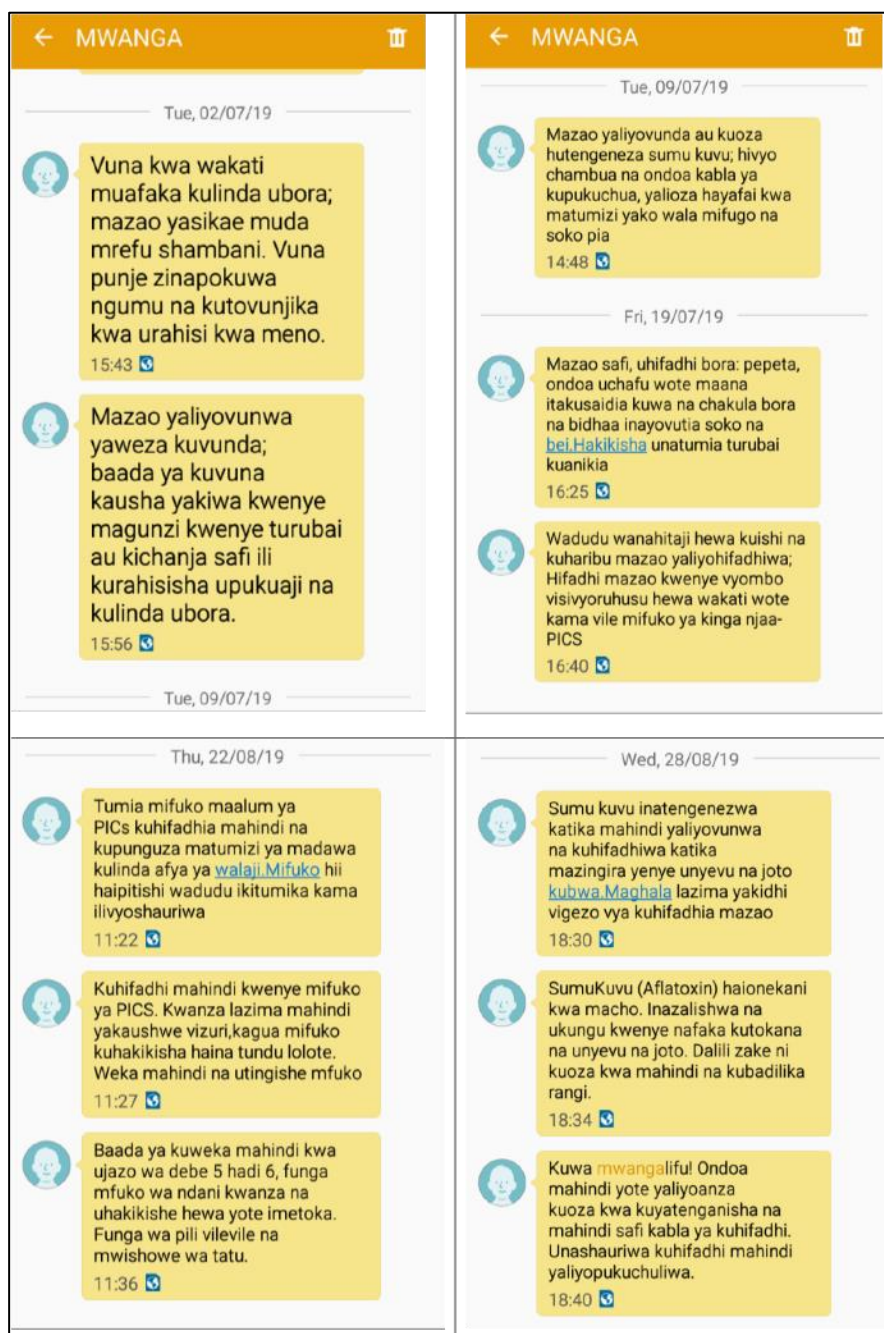 MWANGA
Tue, 02/07/19
Vuna kwa wakati
muafaka kulinda ubora;
mazao yasikae muda
mrefu shambani. Vuna
punje zinapokuwa
ngumu na kutovunjika
kwa urahisi kwa meno.
15:43
Mazao yaliyovunwa
yaweza kuvunda;
baada ya kuvuna
kausha yakiwa kwenye
magunzi kwenye turubai
au kichanja safi ili
kurahisisha upukuaji na
kulinda ubora.
15:56
Tue, 09/07/19
MWANGA
Tue, 09/07/19
Mazao yaliyovunda au kuoza
hutengeneza sumu kuvu; hivyo
chambua na ondoa kabla ya
kupukuchua, yalioza hayafai kwa
matumizi yako wala mifugo na
soko pia
14:48
Fri, 19/07/19
Mazao safi, uhifadhi bora: pepeta,
ondoa uchafu wote maana
itakusaidia kuwa na chakula bora
na bidhaa inayovutia soko na
bei.Hakikisha unatumia turubai
kuanikia
16:25
Wadudu wanahitaji hewa kuishi na
kuharibu mazao yaliyohifadhiwa;
Hifadhi mazao kwenye vyombo
visivyoruhusu hewa wakati wote
kama vile mifuko ya kinga njaa-
PICS
16:40
Thu, 22/08/19
Tumia mifuko maalum ya
PICs kuhifadhia mahindi na
kupunguza matumizi ya madawa
kulinda afya ya walaji.Mifuko hii
haipitishi wadudu ikitumika kama
ilivyoshauriwa
11:22
Kuhifadhi mahindi kwenye mifuko
ya PICS. Kwanza lazima mahindi
yakaushwe vizuri,kagua mifuko
kuhakikisha haina tundu lolote.
Weka mahindi na utingishe mfuko
11:27
Baada ya kuweka mahindi kwa
ujazo wa debe 5 hadi 6, funga
mfuko wa ndani kwanza na
uhakikishe hewa yote imetoka.
Funga wa pili vilevile na
mwishowe wa tatu.
11:36
Wed, 28/08/19
Sumu kuvu inatengenezwa
katika mahindi yaliyovunwa
na kuhifadhiwa katika
mazingira yenye unyevu na joto
kubwa.Maghala lazima yakidhi
vigezo vya kuhifadhia mazao
18:30
SumuKuvu (Aflatoxin) haionekani
kwa macho. Inazalishwa na
ukungu kwenye nafaka kutokana
na unyevu na joto. Dalili zake ni
kuoza kwa mahindi na kubadilika
rangi.
18:34
Kuwa mwangalifu! Ondoa
mahindi yote yaliyoanza
kuoza kwa kuyatenganisha na
mahindi safi kabla ya kuhifadhi.
Unashauriwa kuhifadhi mahindi
yaliyopukuchuliwa.
18:40